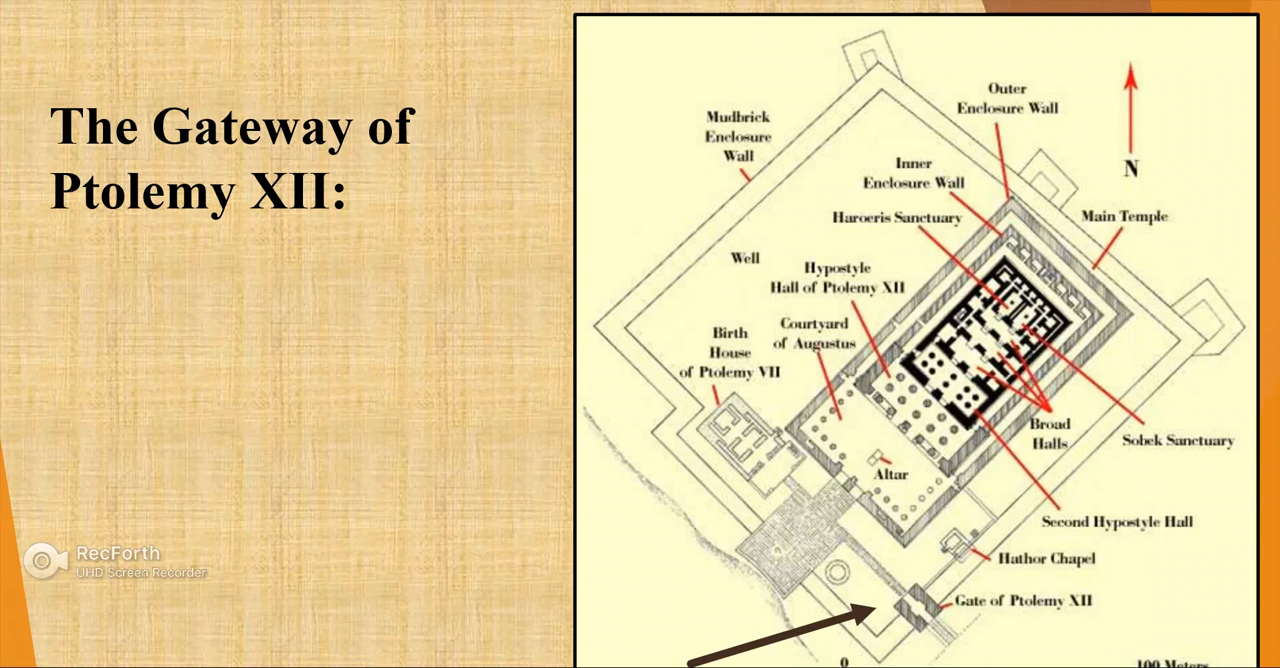 The Gateway of
Ptolemy XII:
RecForth
UHD Screen Recorder
Mudbrick
Enclosure
Wall
Outer
Enclosure Wall
N
Inner
Enclosure Wall
Haroeris Sanctuary
Main Temple
Well
Hypostyle
Hall of Ptolemy XII
Courtyard
of Augustus
Birth
House
of Ptolemy VII
Broad
Halls
Sobek Sanctuary
Altar
Second Hypostyle Hall
Hathor Chapel
Gate of Ptolemy XII
0
100 Meters